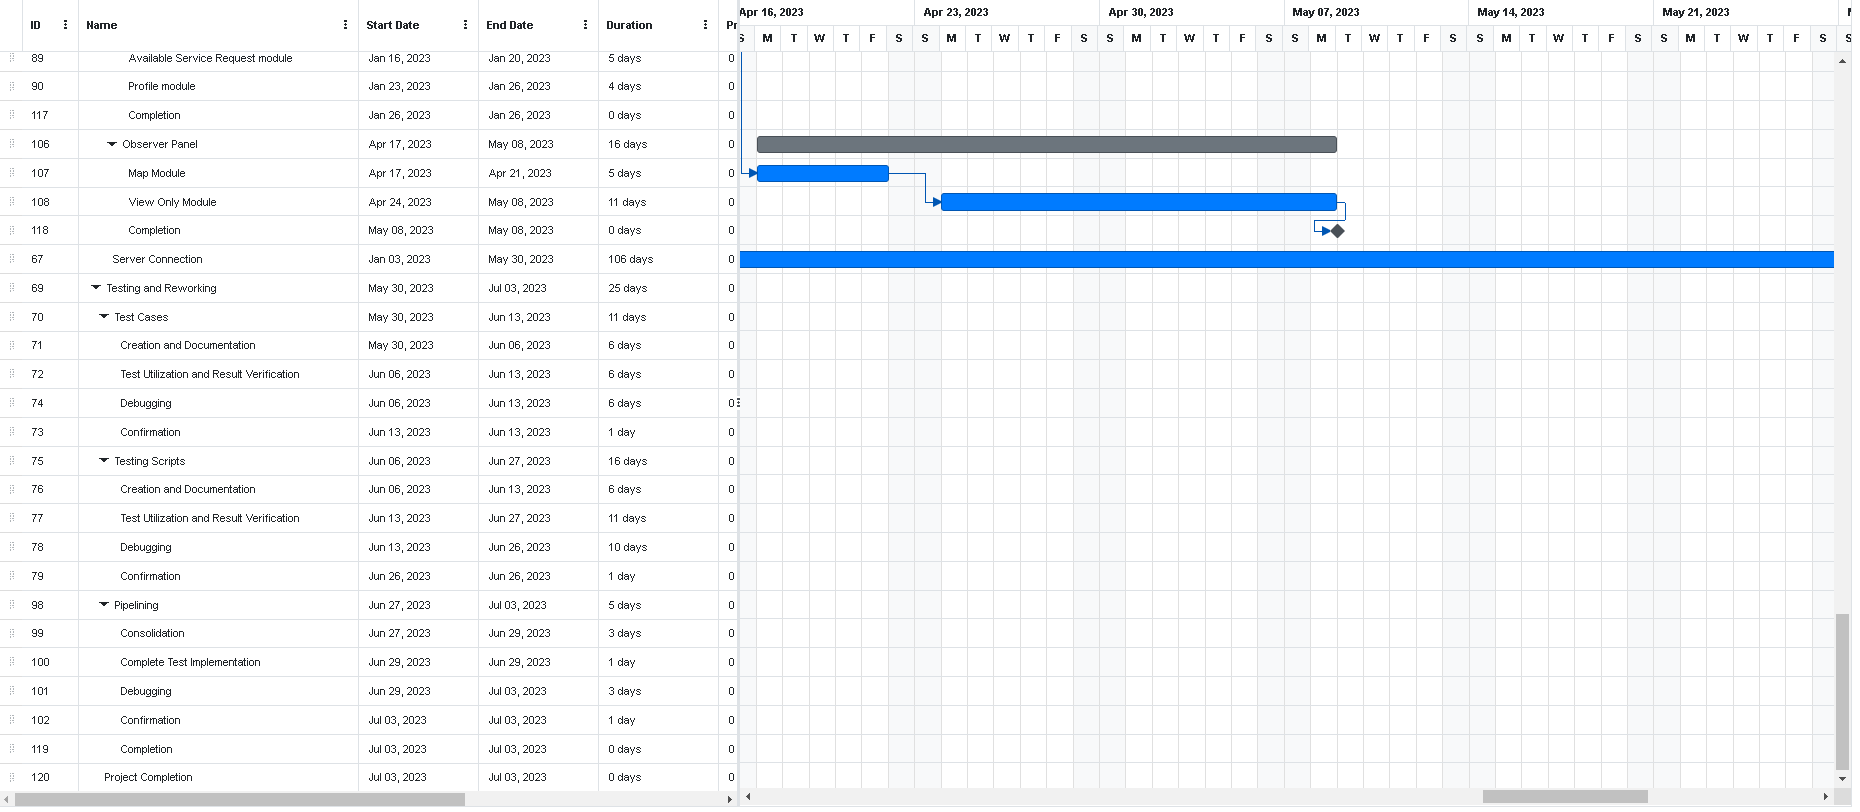 ID Name Start Date End Date Duration Pr Apr 16, 2023 Apr 23, 2023 Apr 30, 2023 May 07, 2023 May 14, 2023 May 21, 2023
S M T W T F S S M T W T F S S M T W T F S S M T W T F S S M T W T F S S M T W T F S S
89 Available Service Request module Jan 16, 2023 Jan 20, 2023 5 days 0
90 Profile module Jan 23, 2023 Jan 26, 2023 4 days 0
117 Completion Jan 26, 2023 Jan 26, 2023 0 days 0
106 Observer Panel Apr 17, 2023 May 08, 2023 16 days 0
107 Map Module Apr 17, 2023 Apr 21, 2023 5 days 0
108 View Only Module Apr 24, 2023 May 08, 2023 11 days 0
118 Completion May 08, 2023 May 08, 2023 0 days 0
67 Server Connection Jan 03, 2023 May 30, 2023 106 days 0
69 Testing and Reworking May 30, 2023 Jul 03, 2023 25 days 0
70 Test Cases May 30, 2023 Jun 13, 2023 11 days 0
71 Creation and Documentation May 30, 2023 Jun 06, 2023 6 days 0
72 Test Utilization and Result Verification Jun 06, 2023 Jun 13, 2023 6 days 0
74 Debugging Jun 06, 2023 Jun 13, 2023 6 days 0
73 Confirmation Jun 13, 2023 Jun 13, 2023 1 day 0
75 Testing Scripts Jun 06, 2023 Jun 27, 2023 16 days 0
76 Creation and Documentation Jun 06, 2023 Jun 13, 2023 6 days 0
77 Test Utilization and Result Verification Jun 13, 2023 Jun 27, 2023 11 days 0
78 Debugging Jun 13, 2023 Jun 26, 2023 10 days 0
79 Confirmation Jun 26, 2023 Jun 26, 2023 1 day 0
98 Pipelining Jun 27, 2023 Jul 03, 2023 5 days 0
99 Consolidation Jun 27, 2023 Jun 29, 2023 3 days 0
100 Complete Test Implementation Jun 29, 2023 Jun 29, 2023 1 day 0
101 Debugging Jun 29, 2023 Jul 03, 2023 3 days 0
102 Confirmation Jul 03, 2023 Jul 03, 2023 1 day 0
119 Completion Jul 03, 2023 Jul 03, 2023 0 days 0
120 Project Completion Jul 03, 2023 Jul 03, 2023 0 days 0